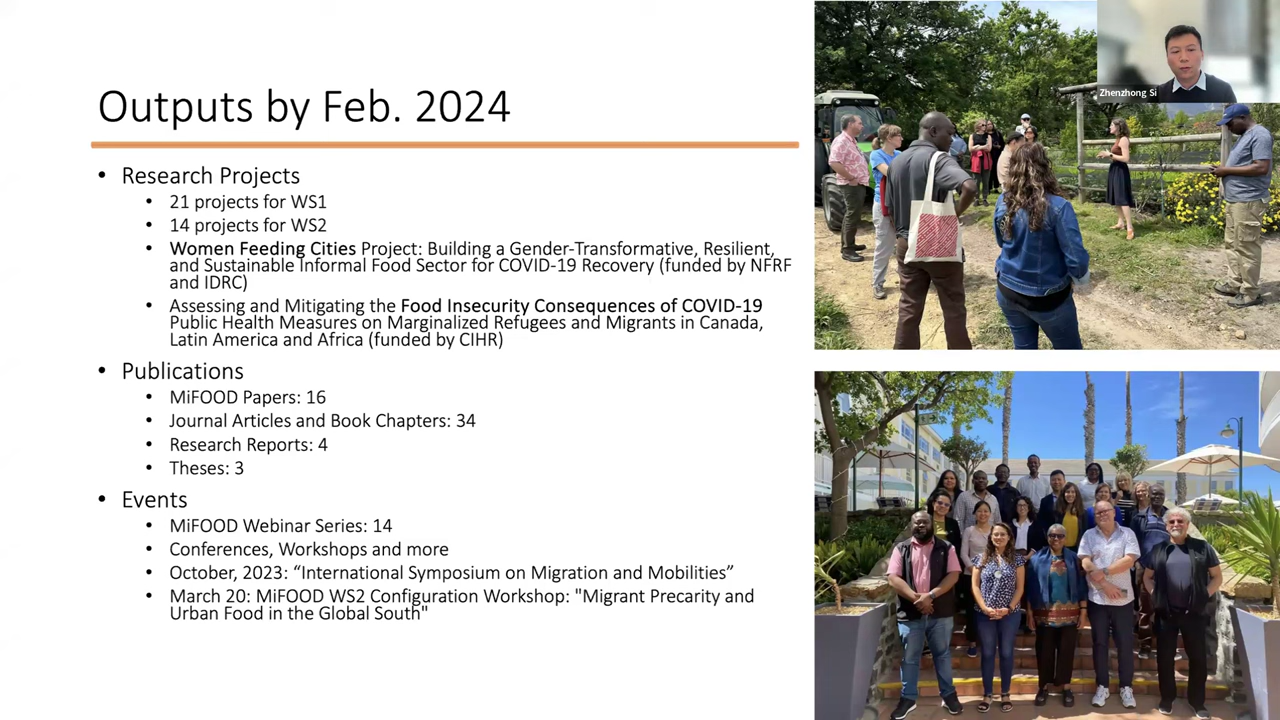 Outputs by Feb. 2024
• Research Projects
• 21 projects for WS1
• 14 projects for WS2
• Women Feeding Cities Project: Building a Gender-Transformative, Resilient,
and Sustainable Informal Food Sector for COVID-19 Recovery (funded by NFRF
and IDRC)
• Assessing and Mitigating the Food Insecurity Consequences of COVID-19
Public Health Measures on Marginalized Refugees and Migrants in Canada,
Latin America and Africa (funded by CIHR)
• Publications
• MiFOOD Papers: 16
• Journal Articles and Book Chapters: 34
• Research Reports: 4
• Theses: 3
• Events
• MiFOOD Webinar Series: 14
• Conferences, Workshops and more
• October, 2023: “International Symposium on Migration and Mobilities”
• March 20: MiFOOD WS2 Configuration Workshop: "Migrant Precarity and
Urban Food in the Global South"
Zhenzhong Si